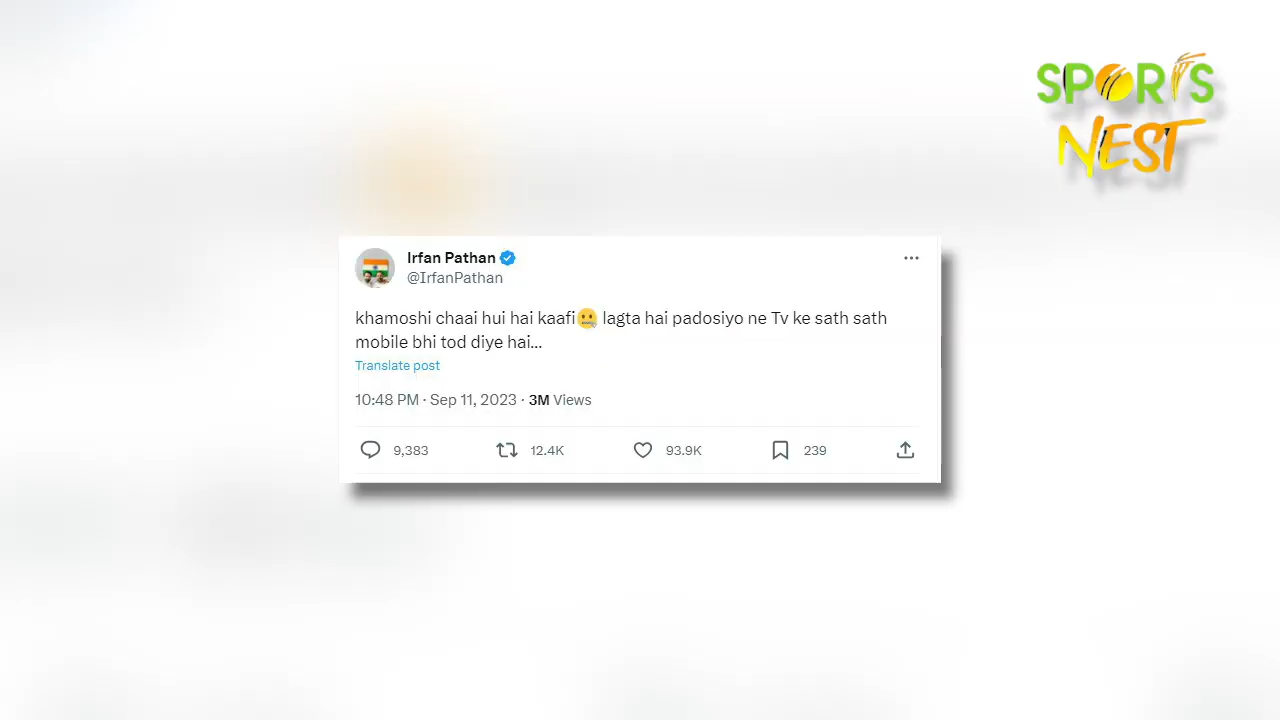 SPORTS
NEST
Irfan Pathan
@IrfanPathan
khamoshi chaai hui hai kaafi🤐 lagta hai padosiyo ne Tv ke sath sath
mobile bhi tod diye hai...
Translate post
10:48 PM · Sep 11, 2023 · 3M Views
9,383 12.4K 93.9K 239